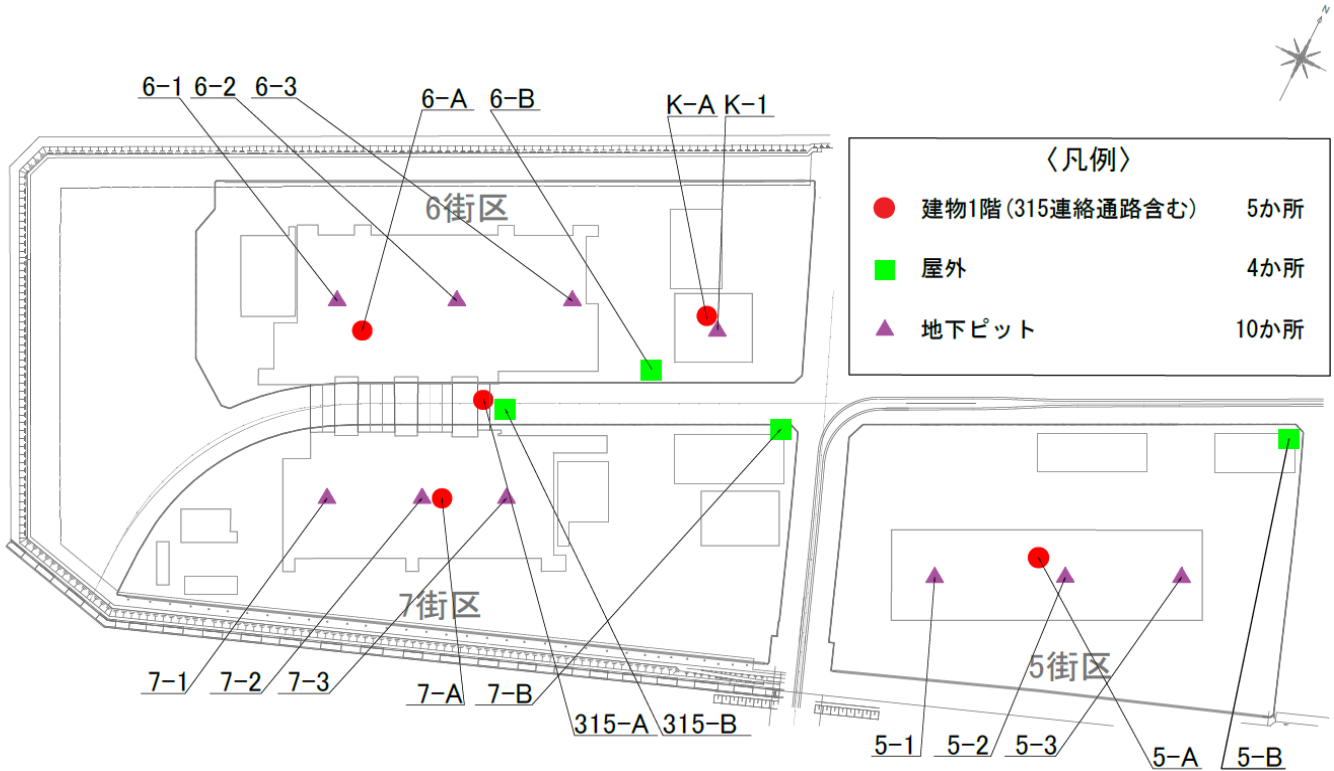 N
6-1 6-2 6-3 6-A 6-B K-A K-1
〈凡例〉
建物1階(315連絡通路含む) 5か所
屋外 4か所
地下ピット 10か所
6街区
7街区
5街区
7-1 7-2 7-3 7-A 7-B
315-A 315-B
5-1 5-2 5-3 5-A 5-B